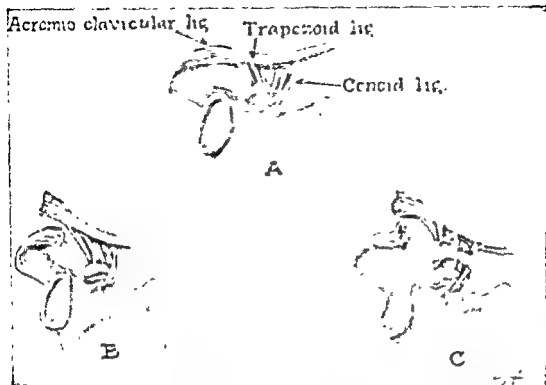 Acromio clavicular lig
Trapezoid lig
Conoid lig.
A
B
C